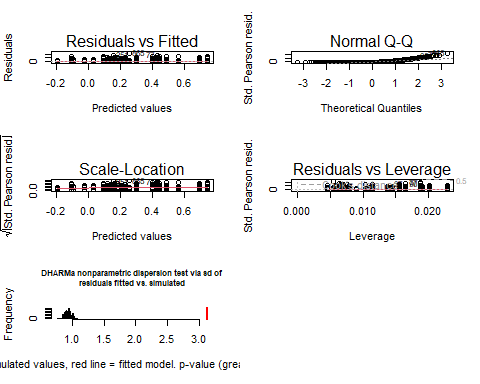 Residuals vs Fitted
Residuals
0
-0.2 0.0 0.2 0.4 0.6
Predicted values
Normal Q-Q
Std. Pearson resid.
0
-3 -2 -1 0 1 2 3
Theoretical Quantiles
Scale-Location
√|Std. Pearson resid.|
0.0
-0.2 0.0 0.2 0.4 0.6
Predicted values
Residuals vs Leverage
Std. Pearson resid.
0
0.5
0.000 0.010 0.020
Leverage
DHARMa nonparametric dispersion test via sd of
residuals fitted vs. simulated
Frequency
0
1.0 1.5 2.0 2.5 3.0
ulated values, red line = fitted model. p-value (grea